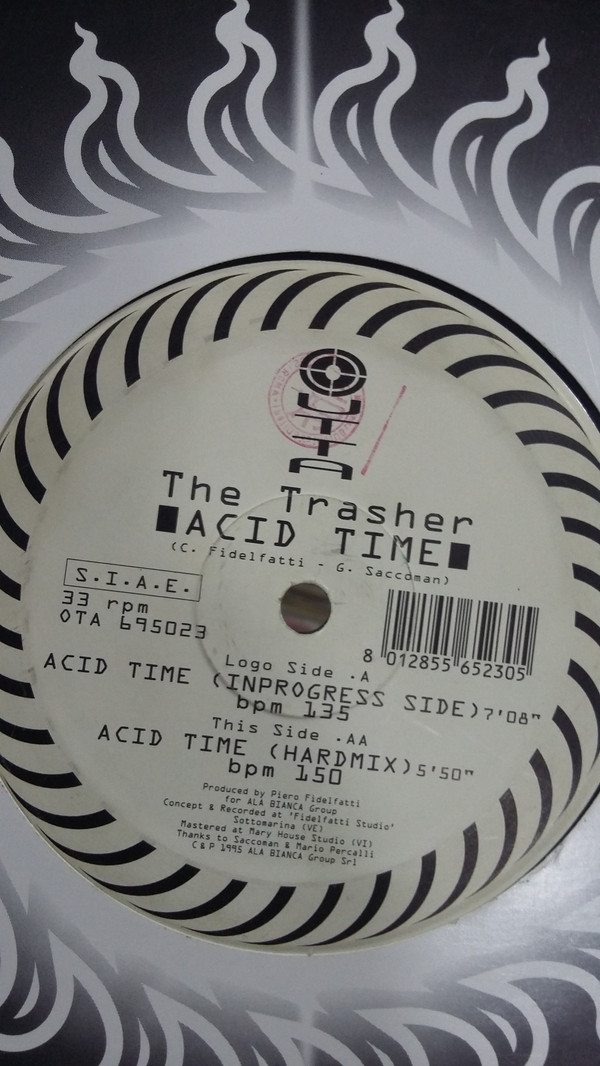 OUTA
The Trasher
ACID TIME
(C. Fidelfatti - G. Saccoman)
S.I.A.E.
33 rpm
OTA 695023
8 012855 652305
Logo Side .A
ACID TIME (INPROGRESS SIDE)7'08"
bpm 135
This Side .AA
ACID TIME (HARDMIX)5'50"
bpm 150
Produced by Piero Fidelfatti
for ALA BIANCA Group
Concept & Recorded at 'Fidelfatti Studio'
Sottomarina (VE)
Mastered at Mary House Studio (VI)
Thanks to Saccoman & Mario Percalli
C & P 1995 ALA BIANCA Group Srl